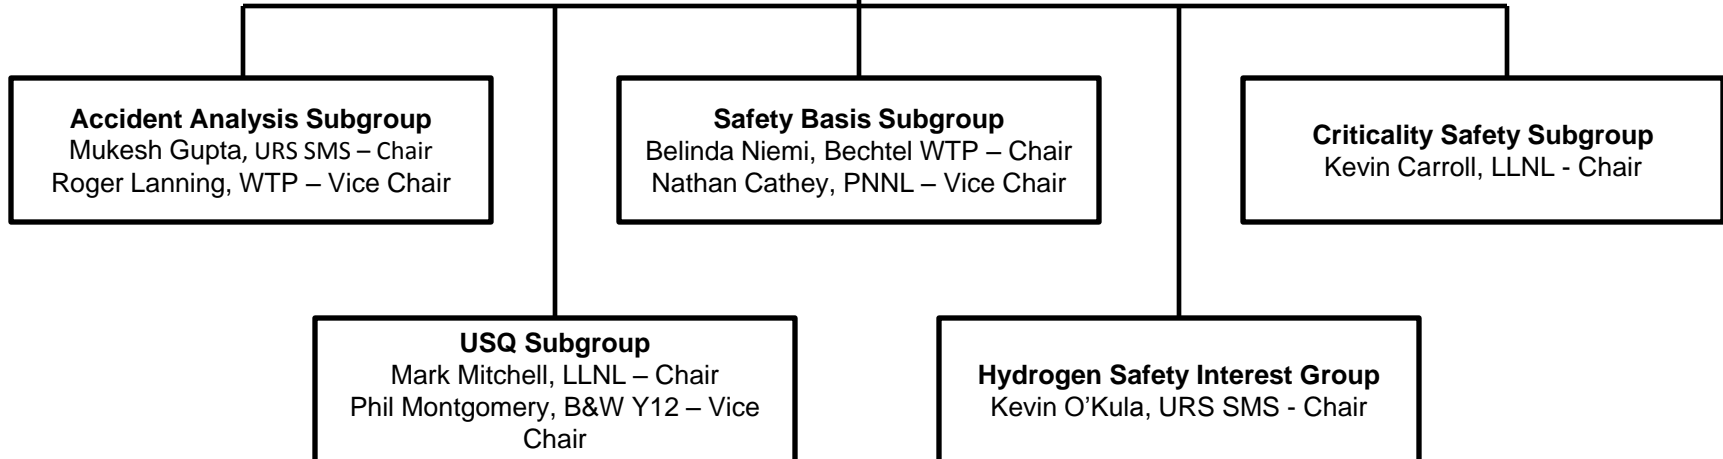 Accident Analysis Subgroup
Mukesh Gupta, URS SMS – Chair
Roger Lanning, WTP – Vice Chair
Safety Basis Subgroup
Belinda Niemi, Bechtel WTP – Chair
Nathan Cathey, PNNL – Vice Chair
Criticality Safety Subgroup
Kevin Carroll, LLNL - Chair
USQ Subgroup
Mark Mitchell, LLNL – Chair
Phil Montgomery, B&W Y12 – Vice
Chair
Hydrogen Safety Interest Group
Kevin O’Kula, URS SMS - Chair